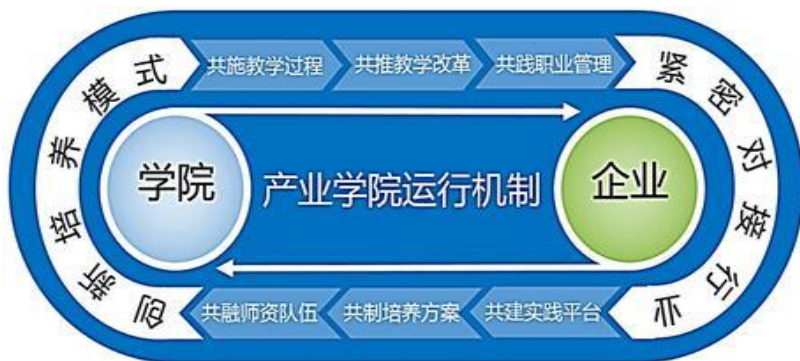 共施教学过程 共推教学改革 共践职业管理
创新培养模式
紧密对接行业
学院 产业学院运行机制 企业
共融师资队伍 共制培养方案 共建实践平台